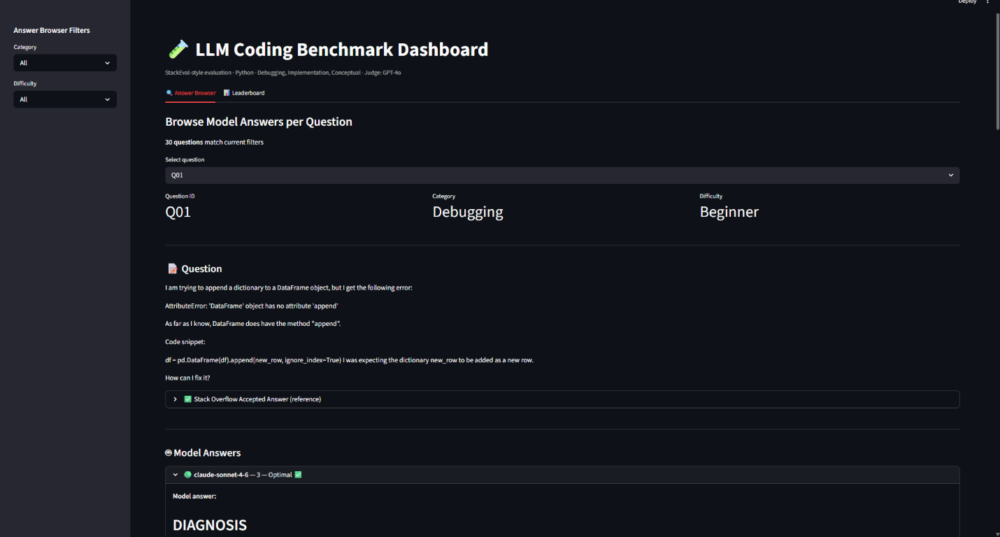 Deploy
Answer Browser Filters
Category
All
Difficulty
All
LLM Coding Benchmark Dashboard
StackEval-style evaluation · Python · Debugging, Implementation, Conceptual · Judge: GPT-4o
Answer Browser
Leaderboard
Browse Model Answers per Question
30 questions match current filters
Select question
Q01
Question ID
Category
Difficulty
Q01
Debugging
Beginner
Question
I am trying to append a dictionary to a DataFrame object, but I get the following error:
AttributeError: 'DataFrame' object has no attribute 'append'
As far as I know, DataFrame does have the method "append".
Code snippet:
df = pd.DataFrame(df).append(new_row, ignore_index=True) I was expecting the dictionary new_row to be added as a new row.
How can I fix it?
Stack Overflow Accepted Answer (reference)
Model Answers
claude-sonnet-4-6 — 3 — Optimal
Model answer:
DIAGNOSIS